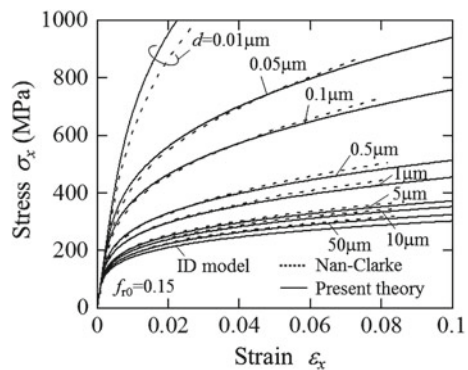 1000
800
600
400
200
0
Stress σx (MPa)
d=0.01μm
0.05μm
0.1μm
0.5μm
1μm
5μm
10μm
50μm
ID model
fr0=0.15
Nan-Clarke
Present theory
0 0.02 0.04 0.06 0.08 0.1
Strain εx